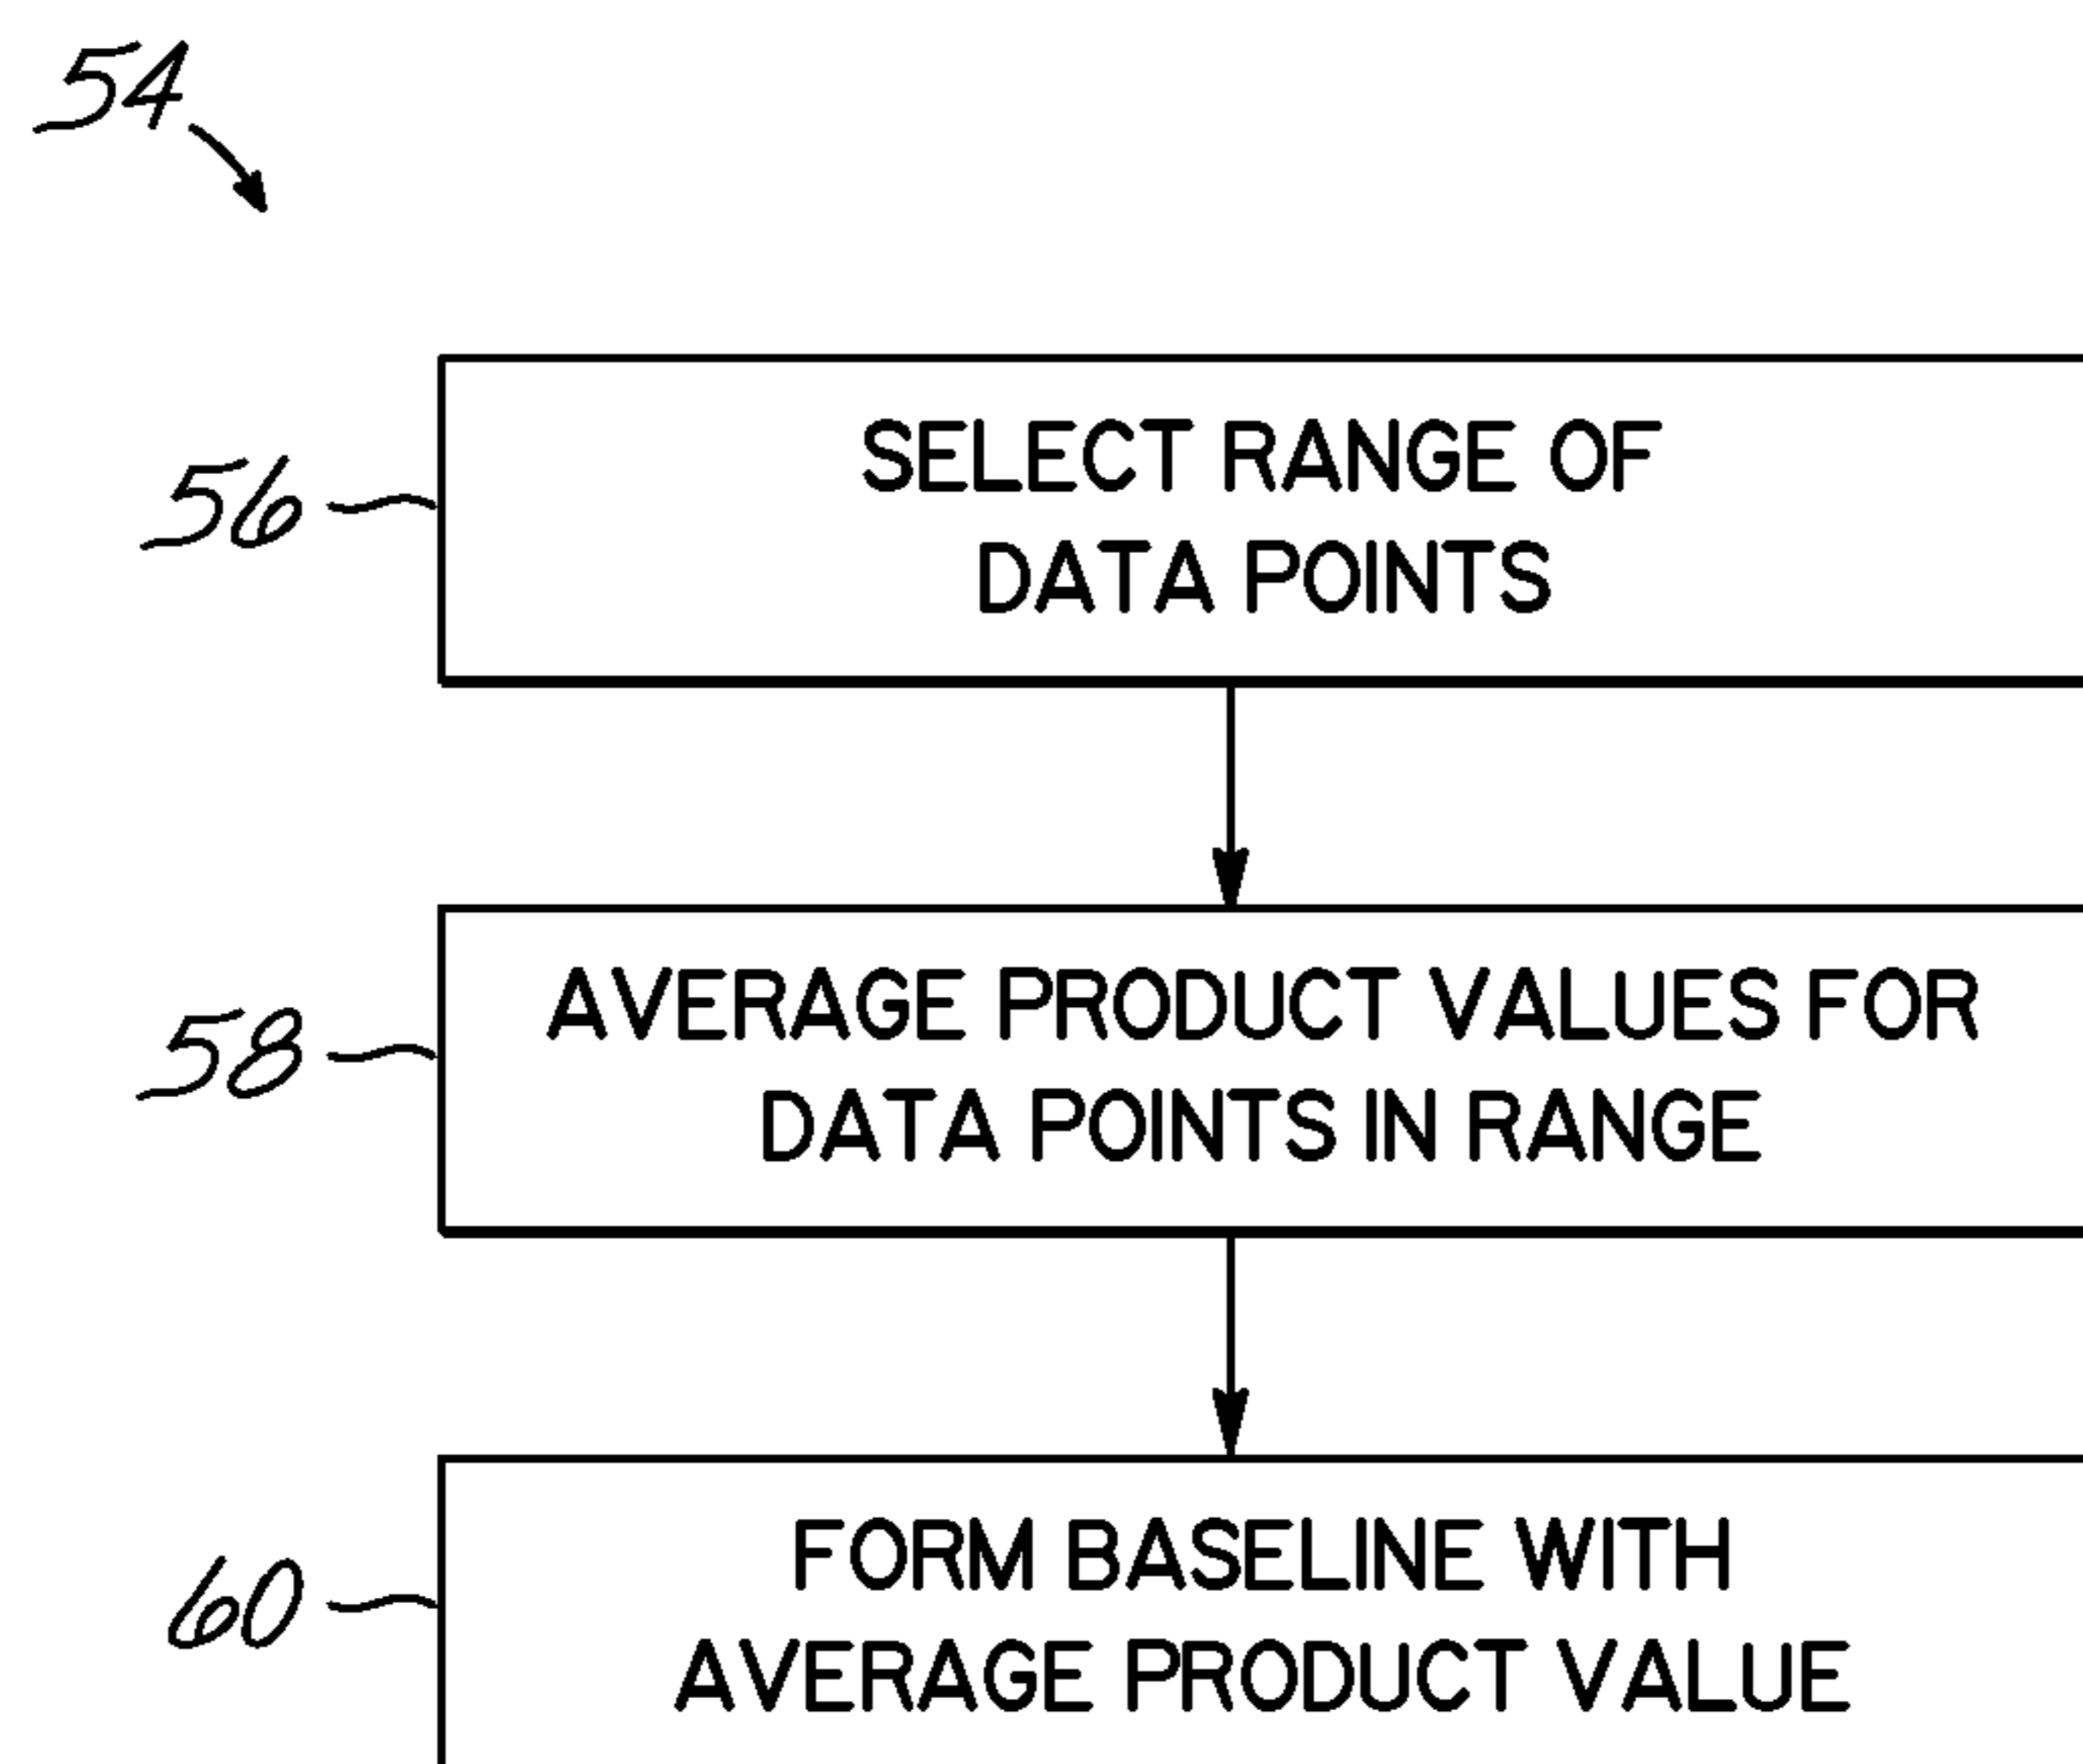 54
56
SELECT RANGE OF
DATA POINTS
58
AVERAGE PRODUCT VALUES FOR
DATA POINTS IN RANGE
60
FORM BASELINE WITH
AVERAGE PRODUCT VALUE